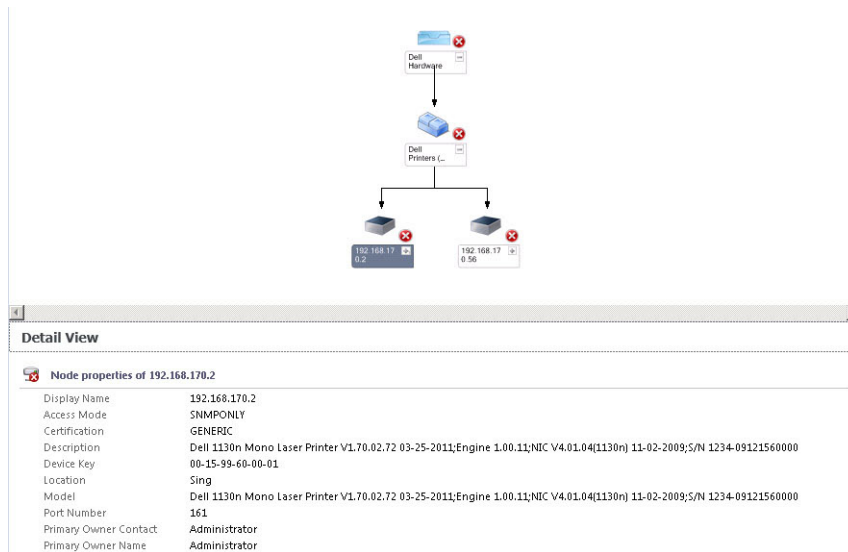 Dell
Hardware
Dell
Printers (...
192.168.17
0.2
192.168.17
0.56
Detail View
Node properties of 192.168.170.2
Display Name 192.168.170.2
Access Mode SNMPONLY
Certification GENERIC
Description Dell 1130n Mono Laser Printer V1.70.02.72 03-25-2011;Engine 1.00.11;NIC V4.01.04(1130n) 11-02-2009;S/N 1234-09121560000
Device Key 00-15-99-60-00-01
Location Sing
Model Dell 1130n Mono Laser Printer V1.70.02.72 03-25-2011;Engine 1.00.11;NIC V4.01.04(1130n) 11-02-2009;S/N 1234-09121560000
Port Number 161
Primary Owner Contact Administrator
Primary Owner Name Administrator